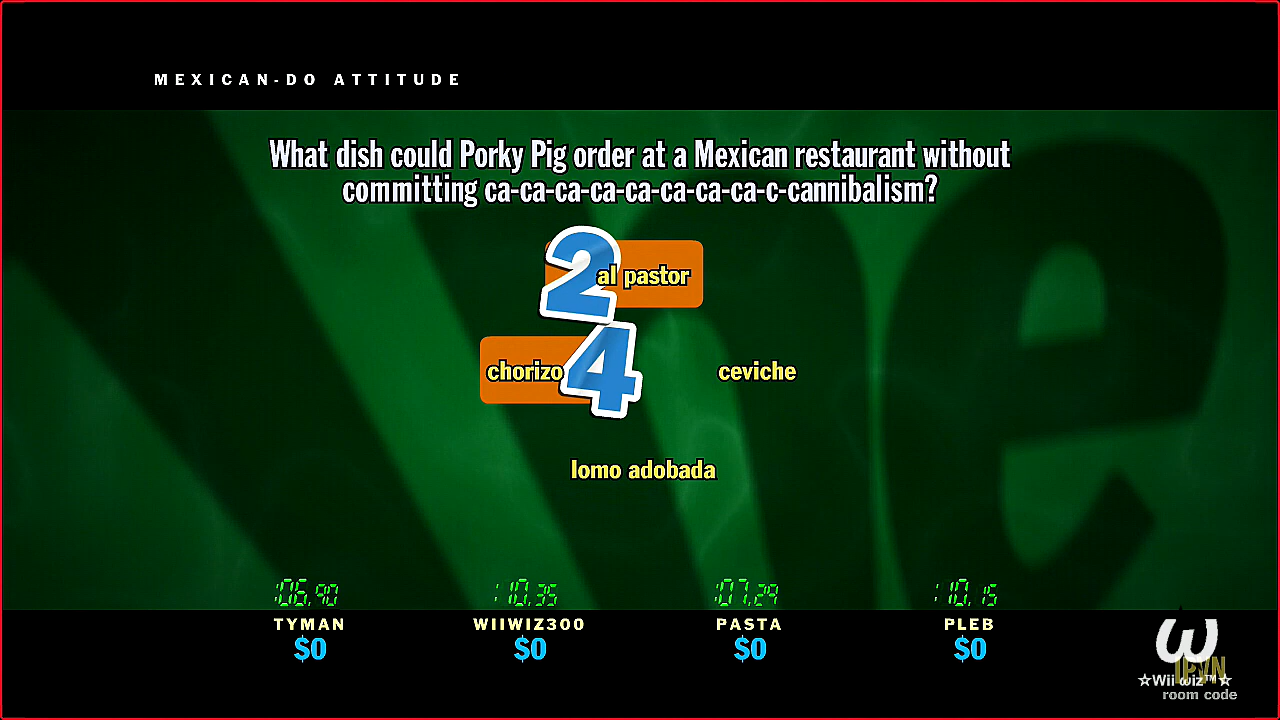 MEXICAN-DO ATTITUDE
What dish could Porky Pig order at a Mexican restaurant without
committing ca-ca-ca-ca-ca-ca-ca-ca-c-cannibalism?
2 al pastor
chorizo 4 ceviche
lomo adobada
:06.90 :10.35 :07.29 :10.15
TYMAN WIIWIZ300 PASTA PLEB
$0 $0 $0 $0
☆Wii wiz™☆
room code